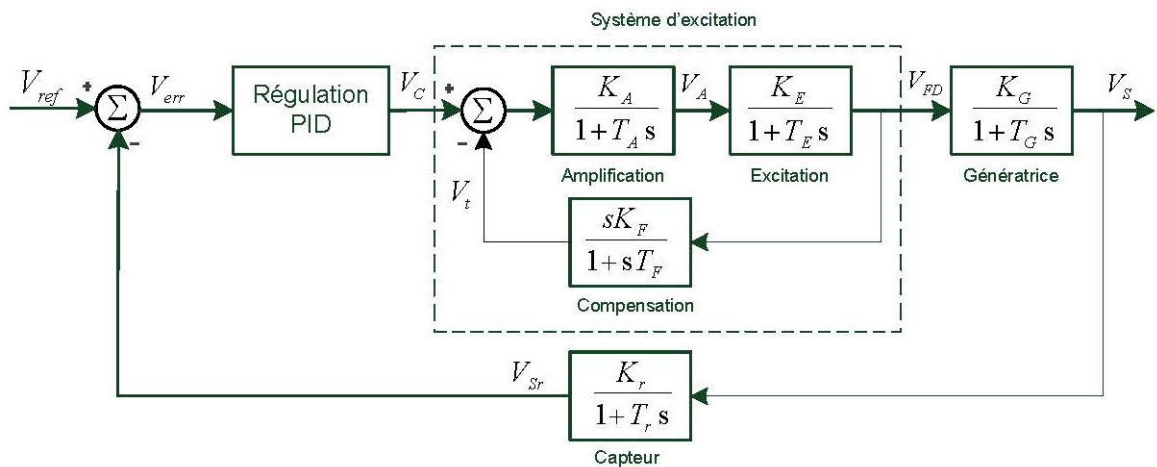 Système d'excitation
V_ref
+
Σ
−
V_err
Régulation
PID
V_C
+
Σ
−
K_A
1+T_A s
Amplification
V_A
K_E
1+T_E s
Excitation
V_FD
K_G
1+T_G s
Génératrice
V_S
V_t
sK_F
1+sT_F
Compensation
V_Sr
K_r
1+T_r s
Capteur